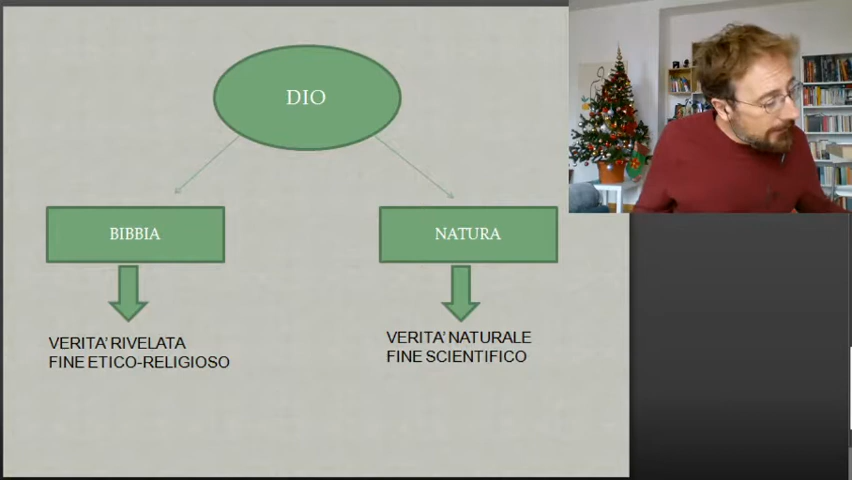 DIO
BIBBIA
NATURA
VERITA' RIVELATA
FINE ETICO-RELIGIOSO
VERITA' NATURALE
FINE SCIENTIFICO